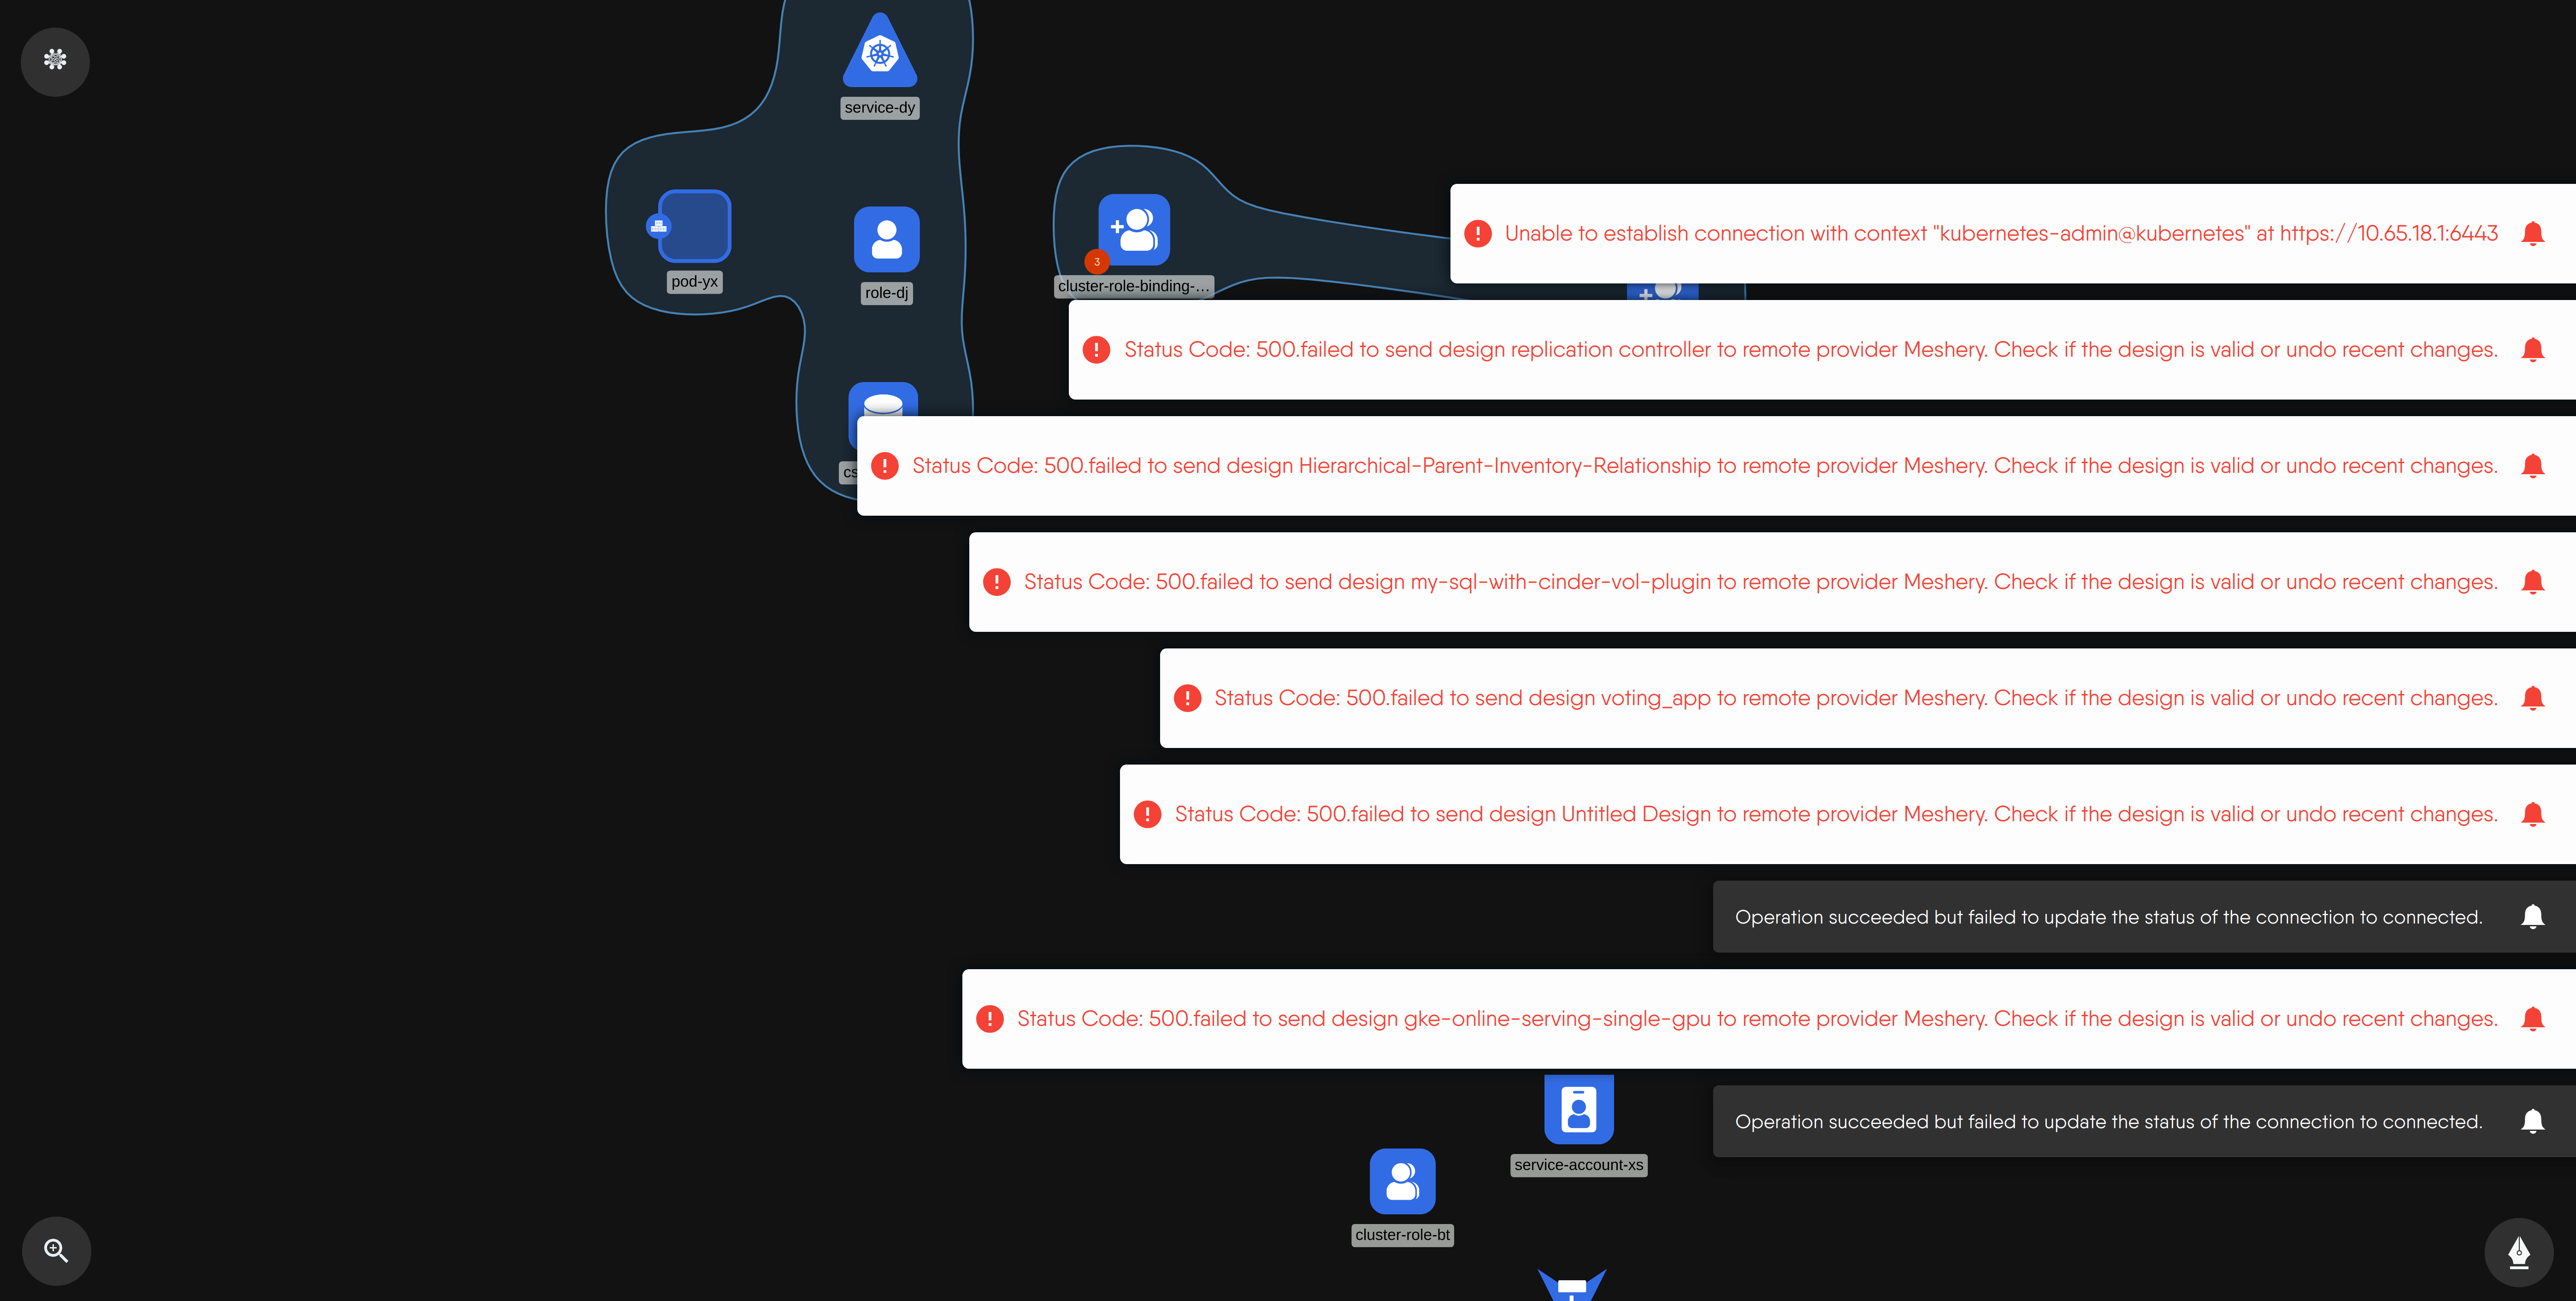 service-dy
pod-yx
role-dj
3
cluster-role-binding-...
Unable to establish connection with context "kubernetes-admin@kubernetes" at https://10.65.18.1:6443
Status Code: 500.failed to send design replication controller to remote provider Meshery. Check if the design is valid or undo recent changes.
cs
Status Code: 500.failed to send design Hierarchical-Parent-Inventory-Relationship to remote provider Meshery. Check if the design is valid or undo recent changes.
Status Code: 500.failed to send design my-sql-with-cinder-vol-plugin to remote provider Meshery. Check if the design is valid or undo recent changes.
Status Code: 500.failed to send design voting_app to remote provider Meshery. Check if the design is valid or undo recent changes.
Status Code: 500.failed to send design Untitled Design to remote provider Meshery. Check if the design is valid or undo recent changes.
Operation succeeded but failed to update the status of the connection to connected.
Status Code: 500.failed to send design gke-online-serving-single-gpu to remote provider Meshery. Check if the design is valid or undo recent changes.
Operation succeeded but failed to update the status of the connection to connected.
service-account-xs
cluster-role-bt